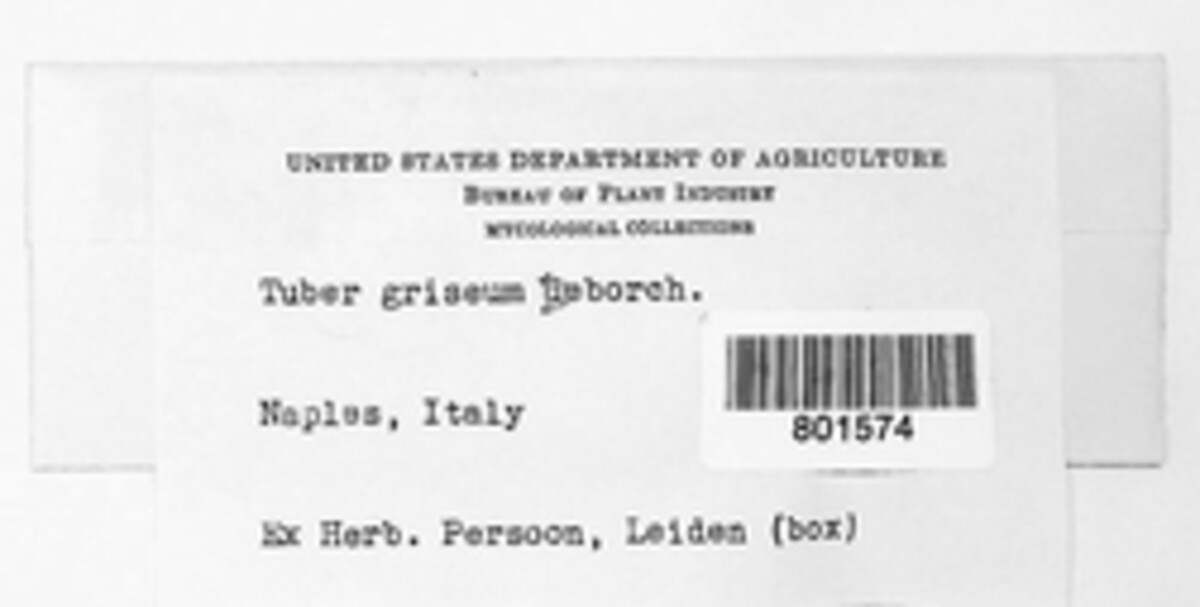 UNITED STATES DEPARTMENT OF AGRICULTURE
BUREAU OF PLANT INDUSTRY
MYCOLOGICAL COLLECTIONS
Tuber griseum
Naples, Italy
801574
Ex Herb. Persoon, Leiden (box)